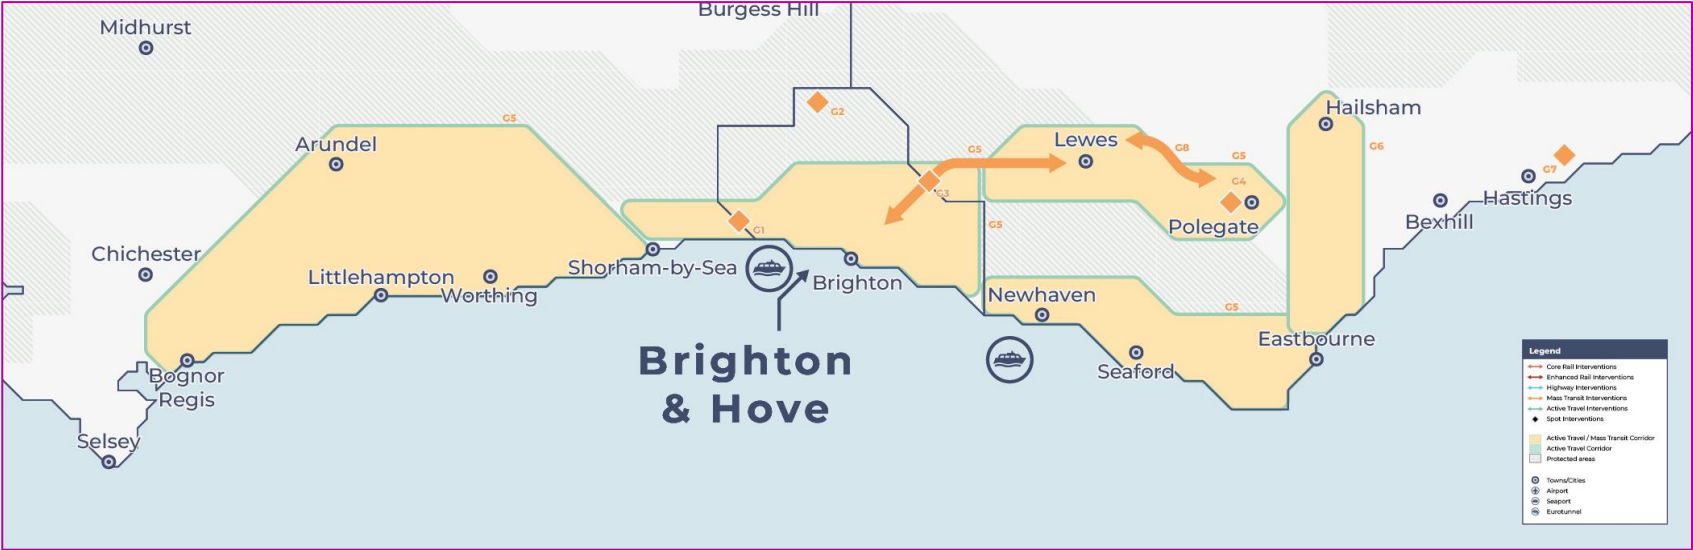 Burgess Hill
Midhurst
G2
Hailsham
G5
Arundel
Lewes
G5
G8
G5
G6
G7
G4
G3
Hastings
Bexhill
G1
G5
Polegate
Chichester
Shorham-by-Sea
Littlehampton
Worthing
Brighton
Newhaven
G5
Eastbourne
Brighton
& Hove
Seaford
Bognor
Regis
Selsey
Legend
Core Rail Interventions
Enhanced Rail Interventions
Highway Interventions
Mass Transit Interventions
Active Travel Interventions
Spot Interventions
Active Travel / Mass Transit Corridor
Active Travel Corridor
Protected areas
Towns/Cities
Airport
Seaport
Eurotunnel